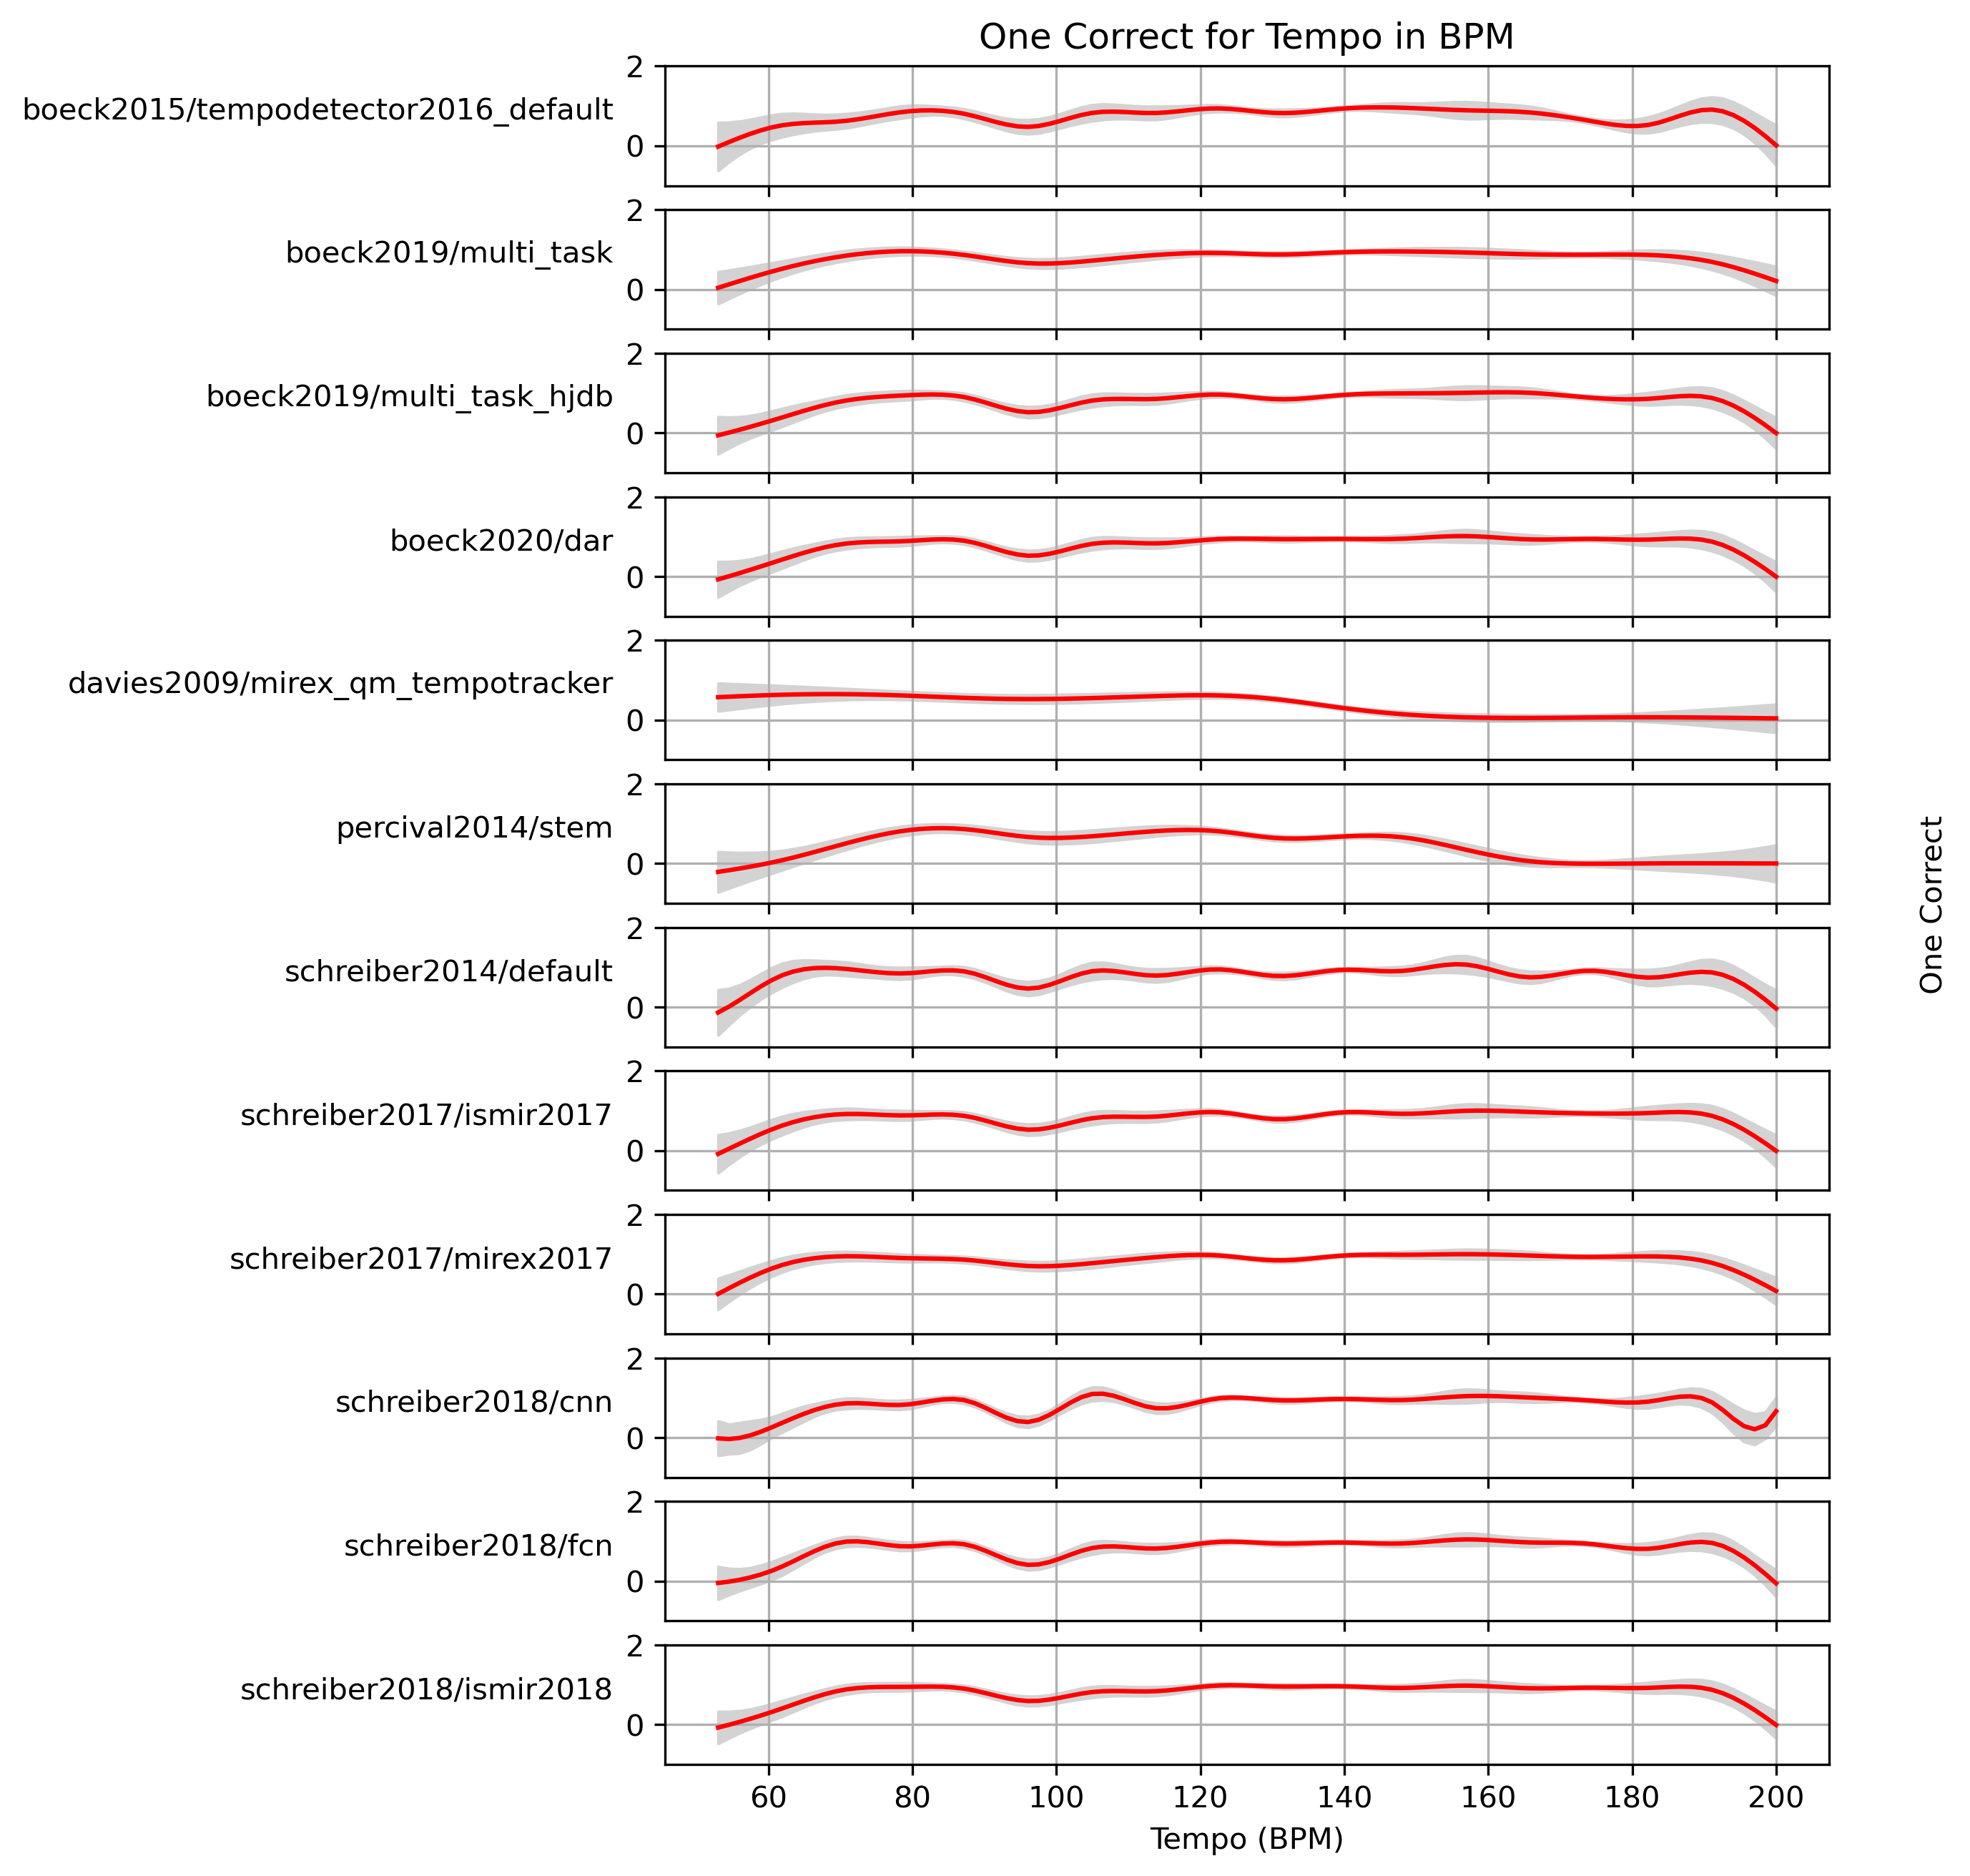 One Correct for Tempo in BPM
boeck2015/tempodetector2016_default
2
0
boeck2019/multi_task
2
0
boeck2019/multi_task_hjdb
2
0
boeck2020/dar
2
0
davies2009/mirex_qm_tempotracker
2
0
percival2014/stem
2
0
schreiber2014/default
2
0
schreiber2017/ismir2017
2
0
schreiber2017/mirex2017
2
0
schreiber2018/cnn
2
0
schreiber2018/fcn
2
0
schreiber2018/ismir2018
2
0
60 80 100 120 140 160 180 200
Tempo (BPM)
One Correct